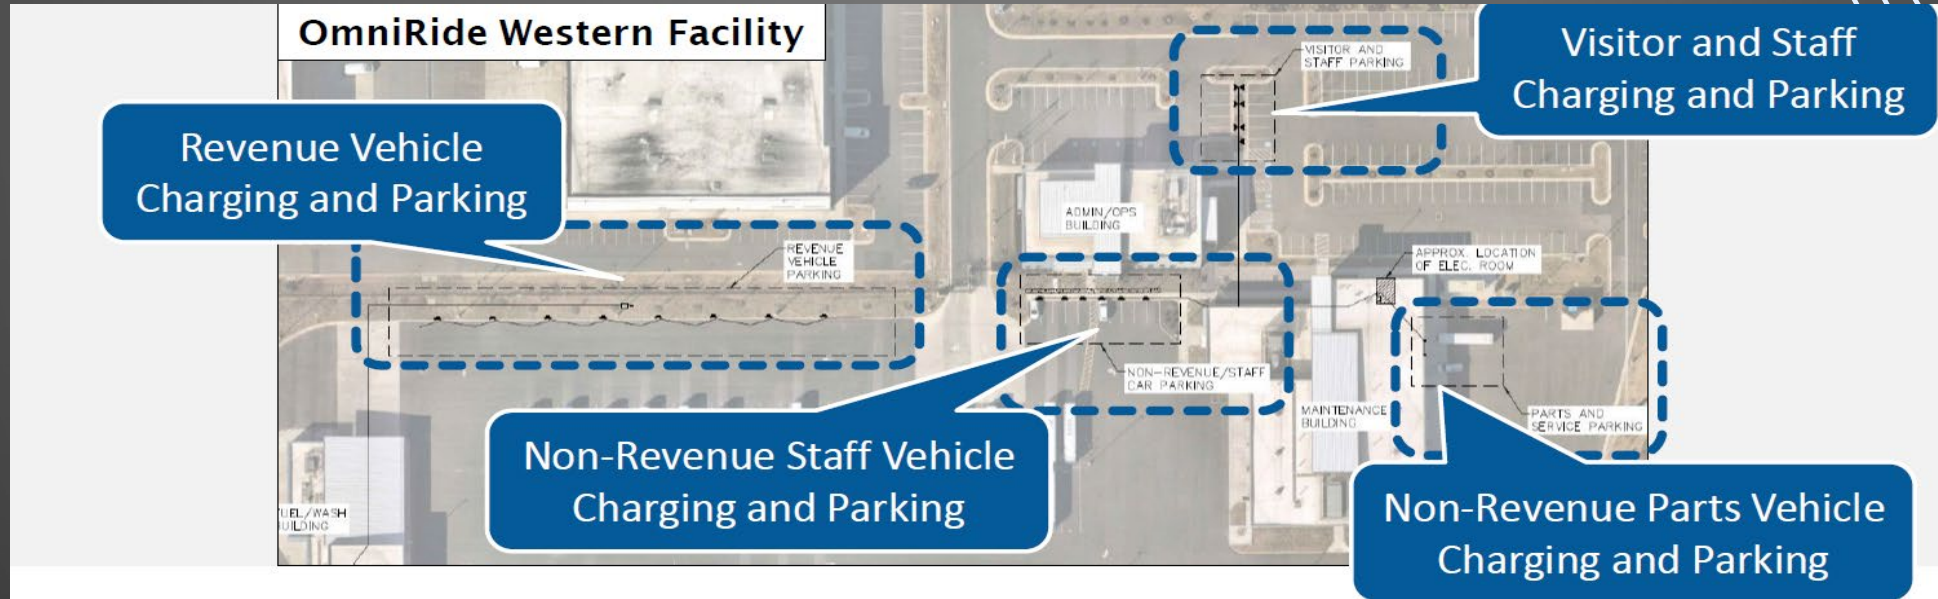 OmniRide Western Facility
Visitor and Staff
Charging and Parking
VISITOR AND
STAFF PARKING
Revenue Vehicle
Charging and Parking
ADMIN/OPS
BUILDING
REVENUE
VEHICLE
PARKING
APPROX. LOCATION
OF ELEC. ROOM
NON-REVENUE/STAFF
CAR PARKING
MAINTENANCE
BUILDING
PARTS AND
SERVICE PARKING
Non-Revenue Staff Vehicle
Charging and Parking
Non-Revenue Parts Vehicle
Charging and Parking
UEL/WASH
UILDING